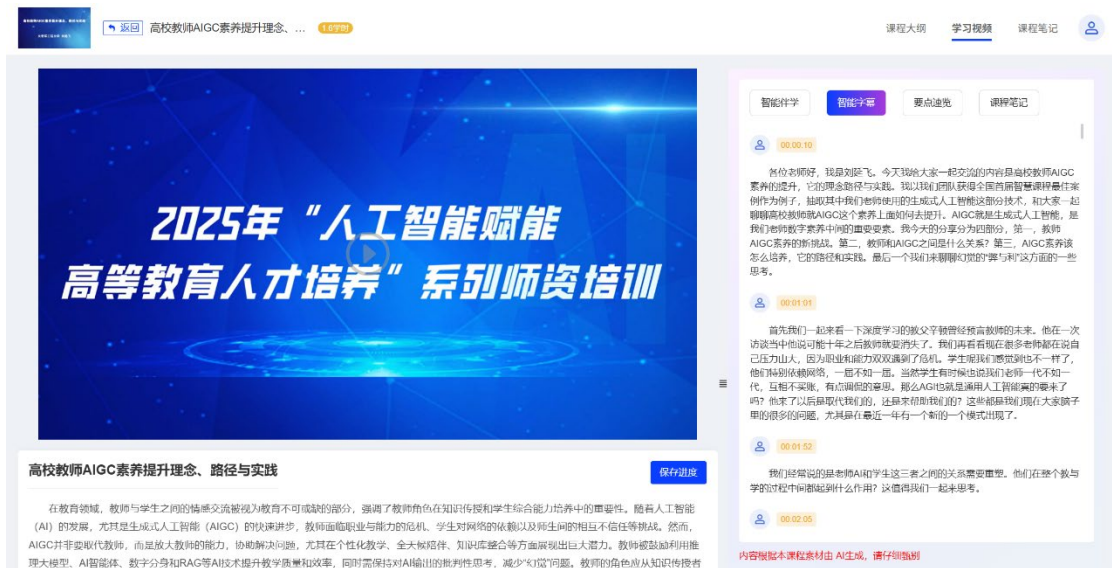 返回
高校教师AIGC素养提升理念、...
1.6学时
课程大纲
学习视频
课程笔记
2025年“人工智能赋能
高等教育人才培养”系列师资培训
高校教师AIGC素养提升理念、路径与实践
保存进度
在教育领域，教师与学生之间的情感交流被视为教育不可或缺的部分，强调了教师角色在知识传授和学生综合能力培养中的重要性。随着人工智能
（AI）的发展，尤其是生成式人工智能（AIGC）的快速进步，教师面临职业与能力的危机、学生对网络的依赖以及师生间的相互不信任等挑战。然而，
AIGC并非要取代教师，而是放大教师的能力，协助解决问题，尤其在个性化教学、全天候陪伴、知识库整合等方面展现出巨大潜力。教师被鼓励利用推
理大模型、AI智能体、数字分身和RAG等AI技术提升教学质量和效率，同时需保持对AI输出的批判性思考，减少“幻觉”问题。教师的角色应从知识传授者
智能伴学
智能字幕
要点速览
课程笔记
00:00:10
各位老师好，我是刘延飞。今天我给大家一起交流的内容是高校教师AIGC
素养的提升，它的理念路径与实践。我以我们团队获得全国首届智慧课程最佳案
例作为例子，抽取其中我们老师使用的生成式人工智能这部分技术，和大家一起
聊聊高校教师就AIGC这个素养上面如何去提升。AIGC就是生成式人工智能，是
我们老师数字素养中间的重要要素。我今天的分享分为四部分，第一，教师
AIGC素养的新挑战。第二，教师和AIGC之间是什么关系？第三，AIGC素养该
怎么培养，它的路径和实践。最后一个我们来聊聊幻觉的“弊与利”这方面的一些
思考。
00:01:01
首先我们一起来看一下深度学习的教父辛顿曾经预言教师的未来。他在一次
访谈当中他说可能十年之后教师就要消失了。我们再看看现在很多老师都在说自
己压力山大，因为职业和能力双双遇到了危机。学生呢我们感觉到也不一样了，
他们特别依赖网络，一届不如一届。当然学生有时候也说我们老师一代不如一
代，互相不买账，有点调侃的意思。那么AGI也就是通用人工智能真的要来了
吗？他来了以后是取代我们的，还是来帮助我们的？这些都是我们现在大家脑子
里的很多的问题，尤其是在最近一年有一个新的一个模式出现了。
00:01:52
我们经常说的是老师AI和学生这三者之间的关系需要重塑。他们在整个教与
学的过程中间都起到什么作用？这值得我们一起来思考。
00:02:05
内容根据本课程素材由 AI生成，请仔细甄别